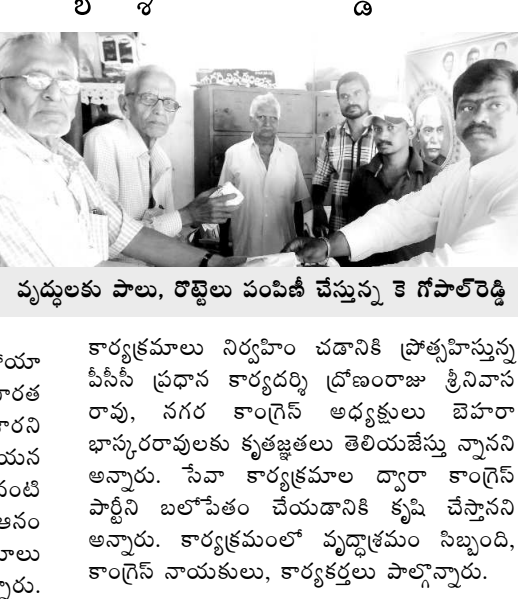 వృద్ధులకు పాలు, రొట్టెలు పంపిణీ చేస్తున్న కె గోపాల్‌రెడ్డి
కార్యక్రమాలు నిర్వహిం చడానికి ప్రోత్సహిస్తున్న
పీసీసీ ప్రధాన కార్యదర్శి ద్రోణంరాజు శ్రీనివాస
రావు, నగర కాంగ్రెస్ అధ్యక్షులు బెహరా
భాస్కరరావులకు కృతజ్ఞతలు తెలియజేస్తు న్నానని
అన్నారు. సేవా కార్యక్రమాల ద్వారా కాంగ్రెస్
పార్టీని బలోపేతం చేయడానికి కృషి చేస్తానని
అన్నారు. కార్యక్రమంలో వృద్ధాశ్రమం సిబ్బంది,
కాంగ్రెస్ నాయకులు, కార్యకర్తలు పాల్గొన్నారు.